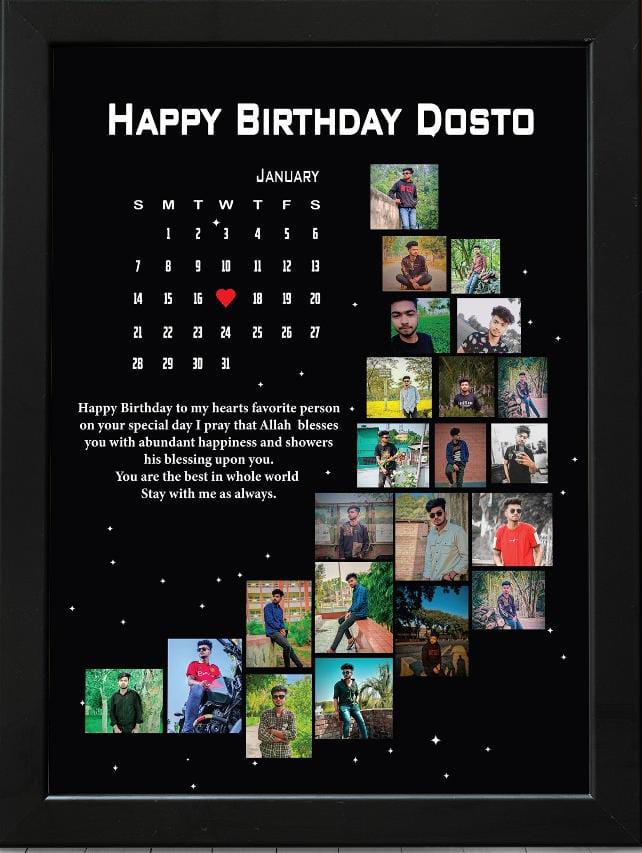 Happy Birthday Dosto
January
S M T W T F S
1 2 3 4 5 6
7 8 9 10 11 12 13
14 15 16 18 19 20
21 22 23 24 25 26 27
28 29 30 31
Happy Birthday to my hearts favorite person
on your special day I pray that Allah blesses
you with abundant happiness and showers
his blessing upon you.
You are the best in whole world
Stay with me as always.